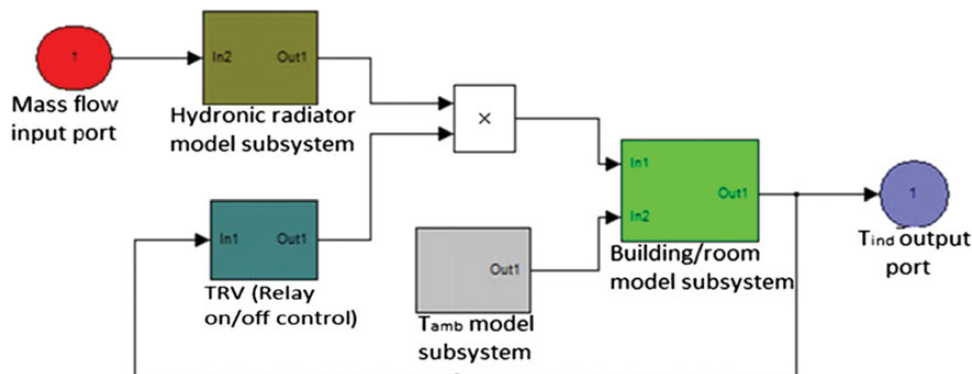 1
Mass flow
input port
In2
Out1
Hydronic radiator
model subsystem
×
In1
Out1
TRV (Relay
on/off control)
Out1
Tamb model
subsystem
In1
In2
Out1
Building/room
model subsystem
1
Tind output
port